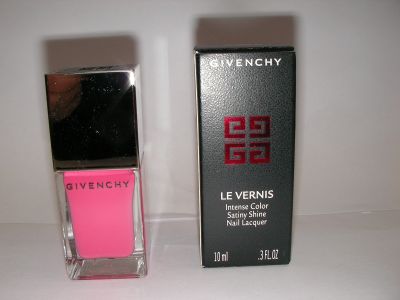 GIVENCHY
GIVENCHY
LE VERNIS
Intense Color
Satiny Shine
Nail Lacquer
10 ml .3 FL.OZ